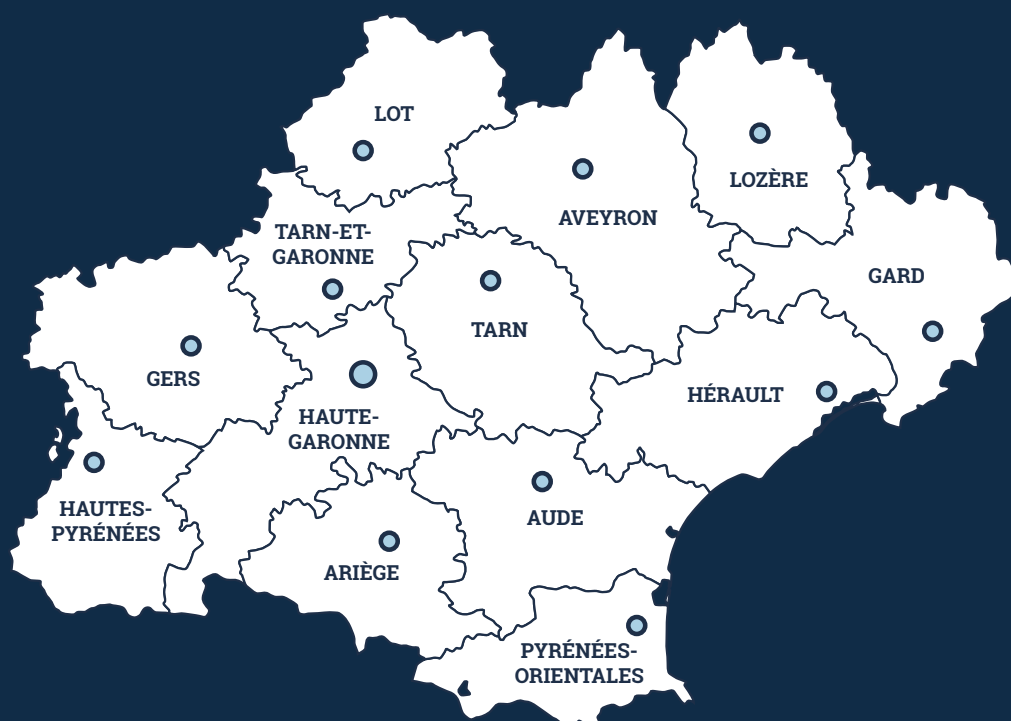 LOT
LOZÈRE
AVEYRON
TARN-ET-
GARONNE
GARD
TARN
GERS
HÉRAULT
HAUTE-
GARONNE
HAUTES-
PYRÉNÉES
AUDE
ARIÈGE
PYRÉNÉES-
ORIENTALES